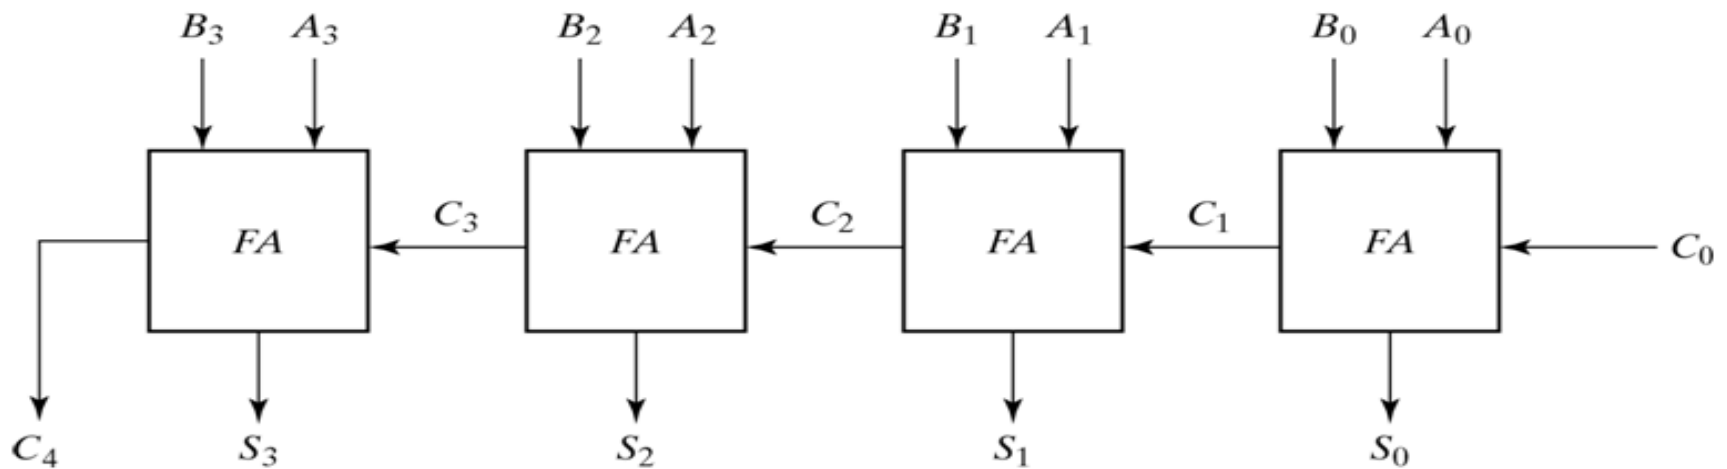 B₃ A₃ B₂ A₂ B₁ A₁ B₀ A₀
FA C₃ FA C₂ FA C₁ FA C₀
C₄ S₃ S₂ S₁ S₀